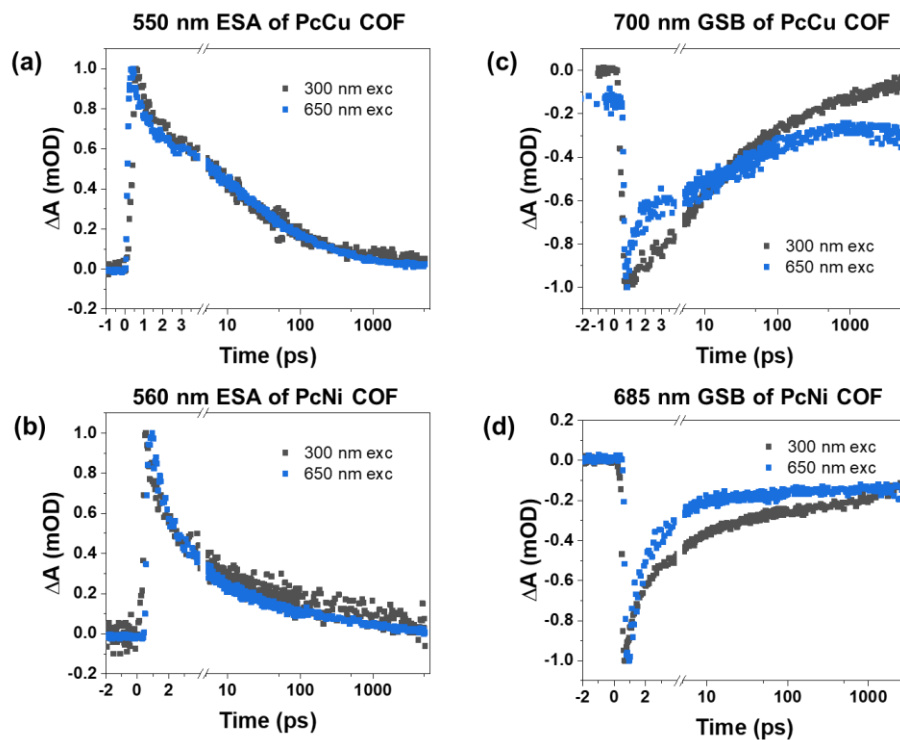 550 nm ESA of PcCu COF
(a)
300 nm exc
650 nm exc
1.0
0.8
0.6
0.4
0.2
0.0
-0.2
ΔA (mOD)
-1 0 1 2 3 10 100 1000
Time (ps)
700 nm GSB of PcCu COF
(c)
0.0
-0.2
-0.4
-0.6
-0.8
-1.0
ΔA (mOD)
300 nm exc
650 nm exc
-2 -1 0 1 2 3 10 100 1000
Time (ps)
560 nm ESA of PcNi COF
(b)
300 nm exc
650 nm exc
1.0
0.8
0.6
0.4
0.2
0.0
-0.2
ΔA (mOD)
-2 0 2 10 100 1000
Time (ps)
685 nm GSB of PcNi COF
(d)
300 nm exc
650 nm exc
0.2
0.0
-0.2
-0.4
-0.6
-0.8
-1.0
ΔA (mOD)
-2 0 2 10 100 1000
Time (ps)